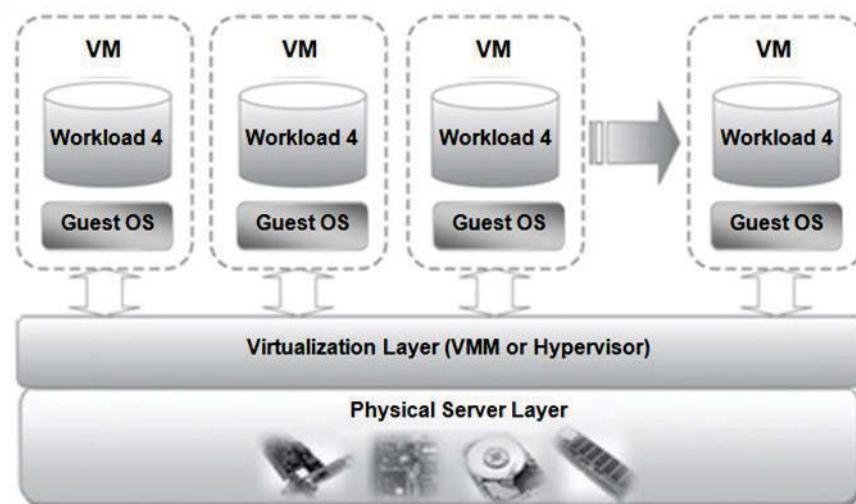 VM VM VM VM
Workload 4 Workload 4 Workload 4 Workload 4
Guest OS Guest OS Guest OS Guest OS
Virtualization Layer (VMM or Hypervisor)
Physical Server Layer